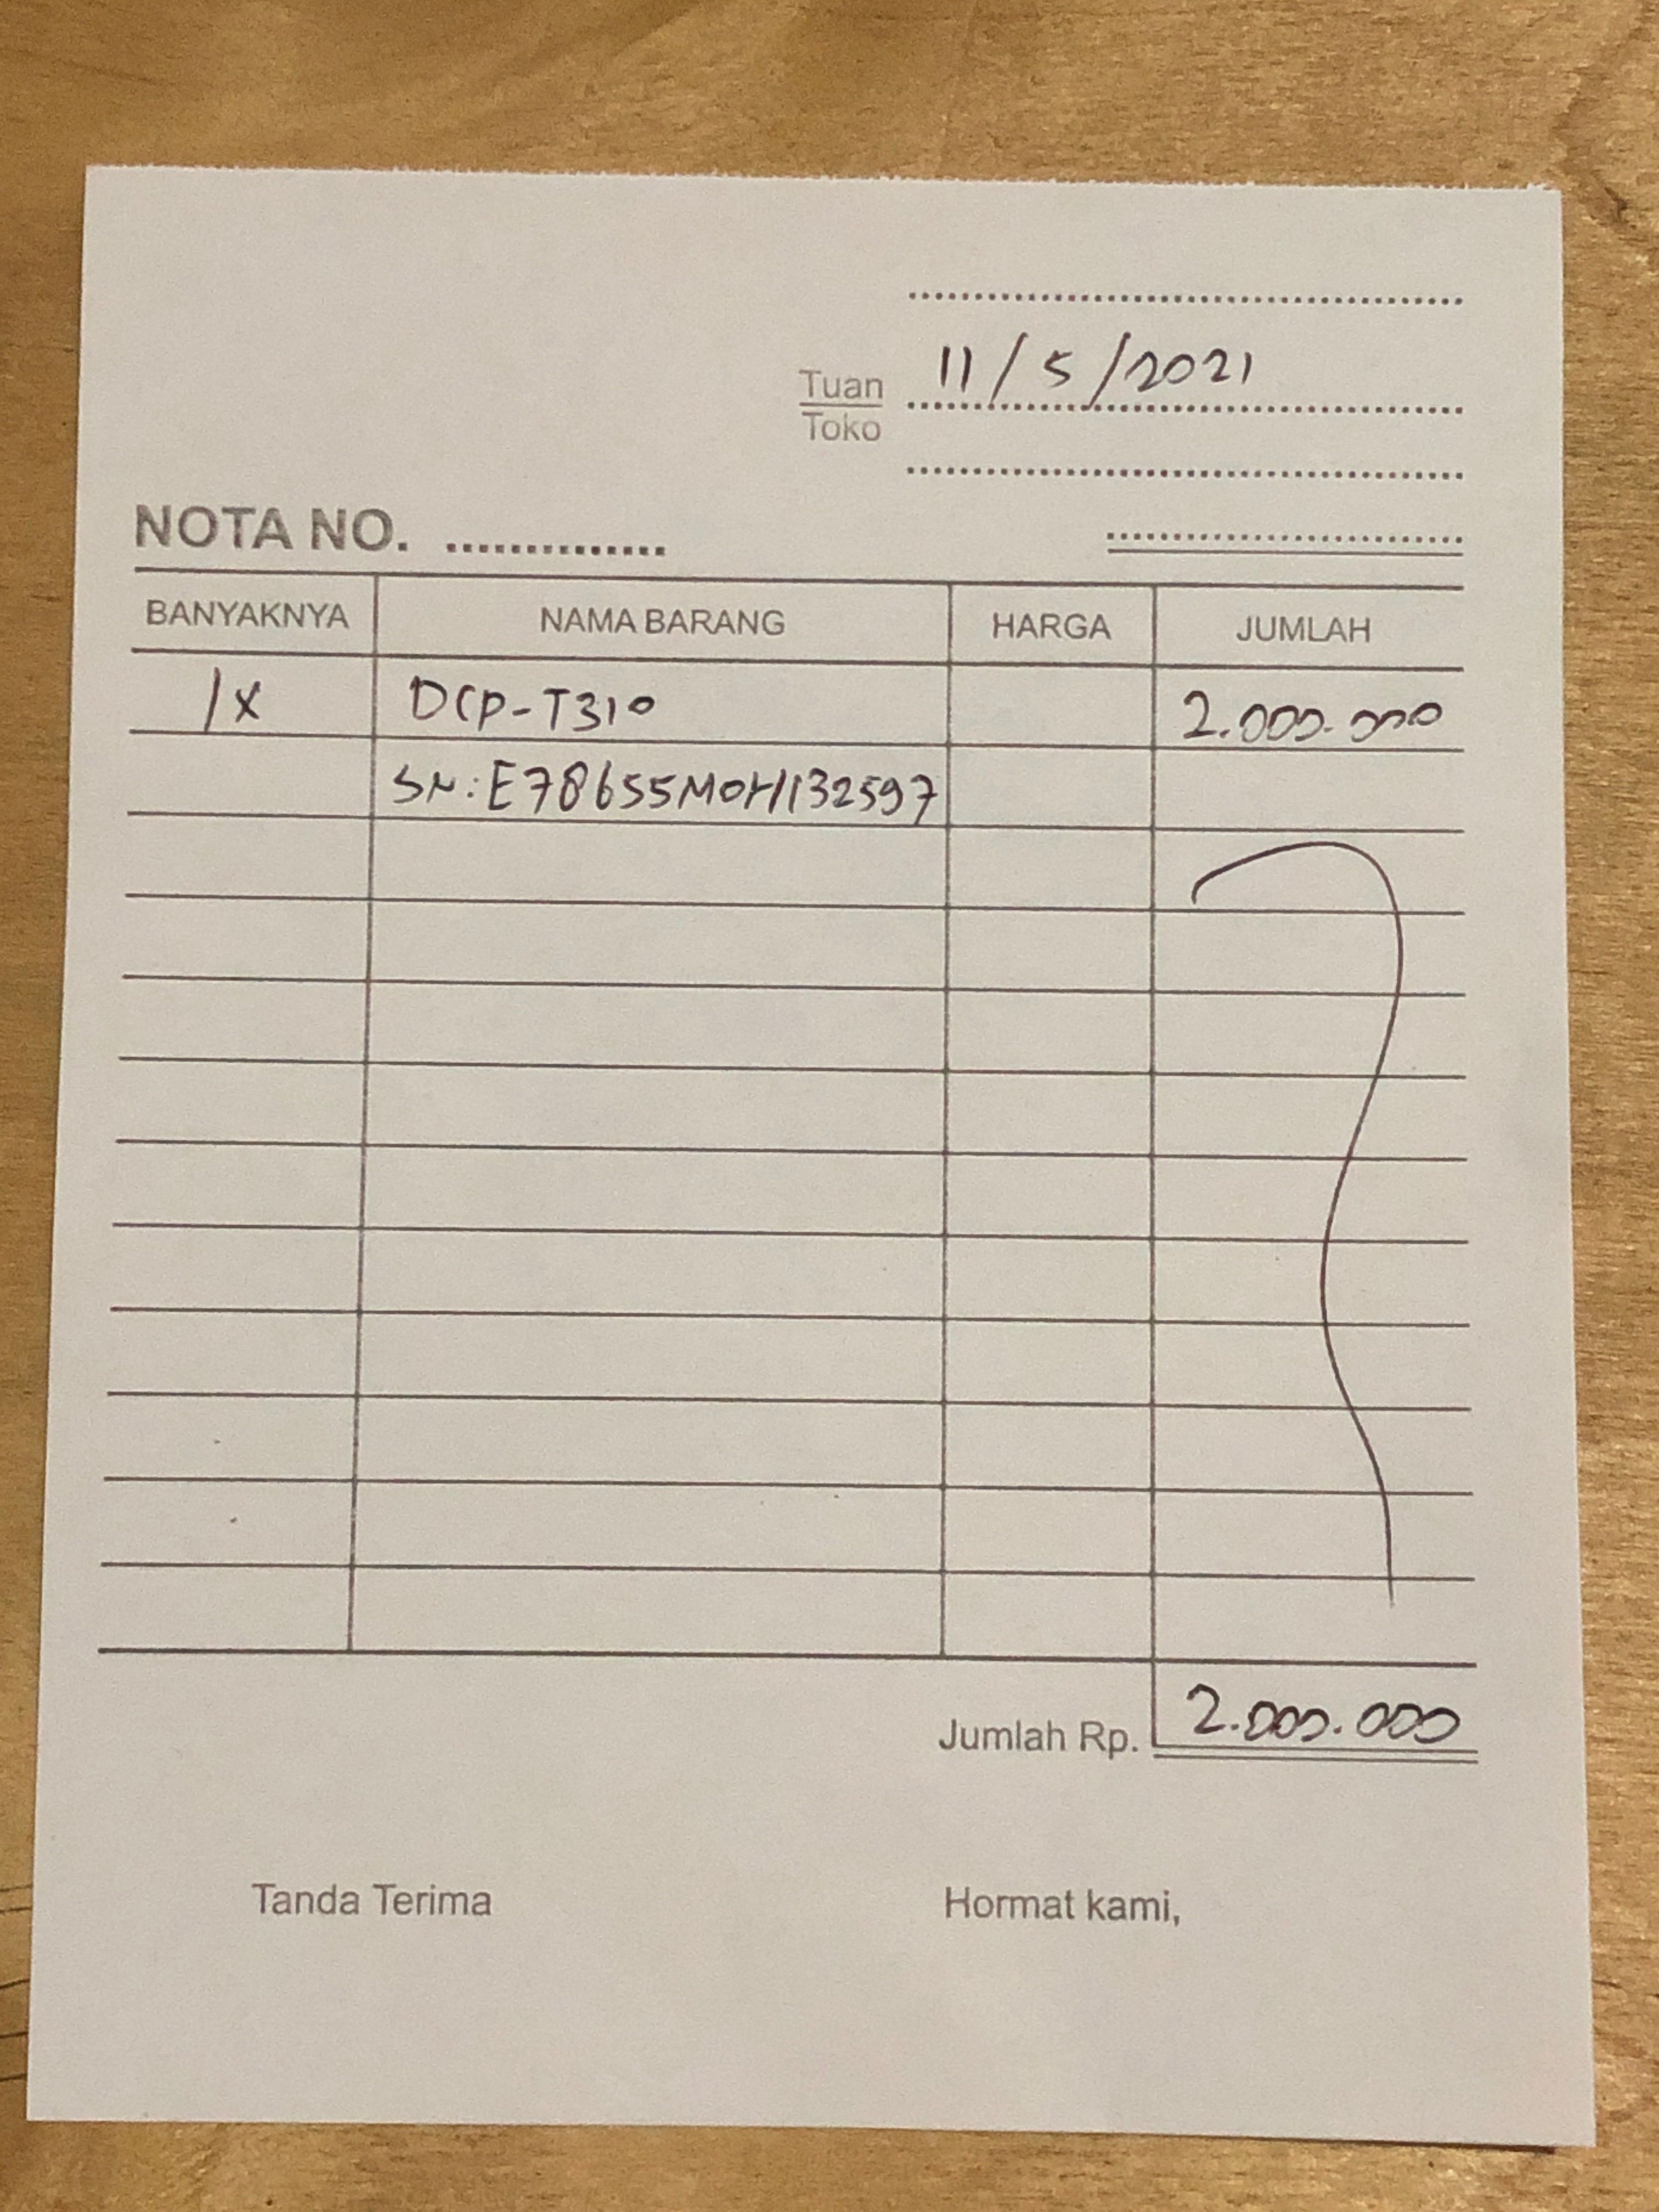 11/5/2021
Tuan
Toko
NOTA NO.
BANYAKNYA NAMA BARANG HARGA JUMLAH
1x DCP-T310 2.000.000
SN: E78655M0H132597
Jumlah Rp. 2.000.000
Tanda Terima Hormat kami,